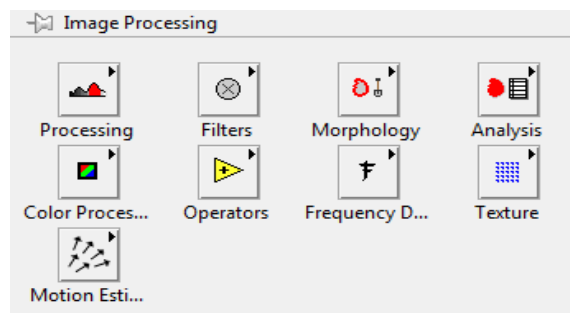 Image Processing
Processing Filters Morphology Analysis
Color Proces... Operators Frequency D... Texture
Motion Esti...